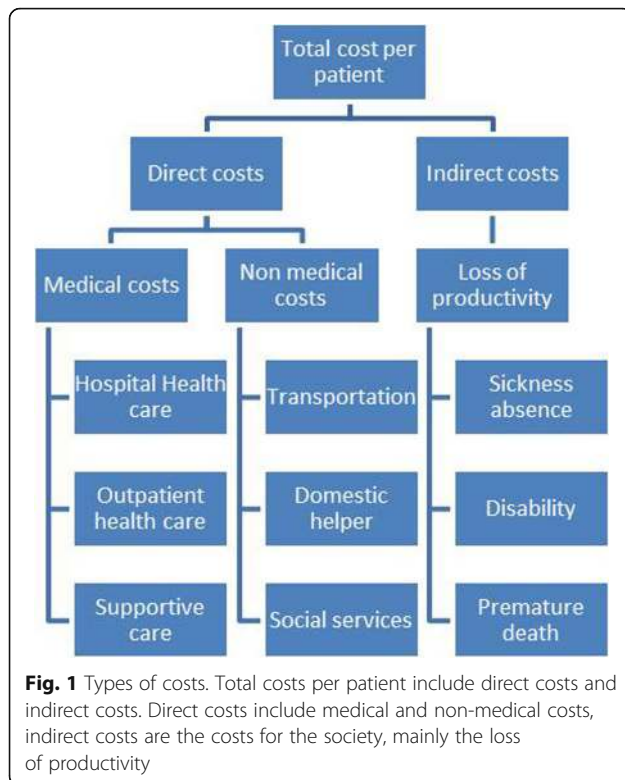 Total cost per
patient
Direct costs
Indirect costs
Medical costs
Non medical
costs
Loss of
productivity
Hospital Health
care
Transportation
Sickness
absence
Outpatient
health care
Domestic
helper
Disability
Supportive
care
Social services
Premature
death
Fig. 1 Types of costs. Total costs per patient include direct costs and
indirect costs. Direct costs include medical and non-medical costs,
indirect costs are the costs for the society, mainly the loss
of productivity